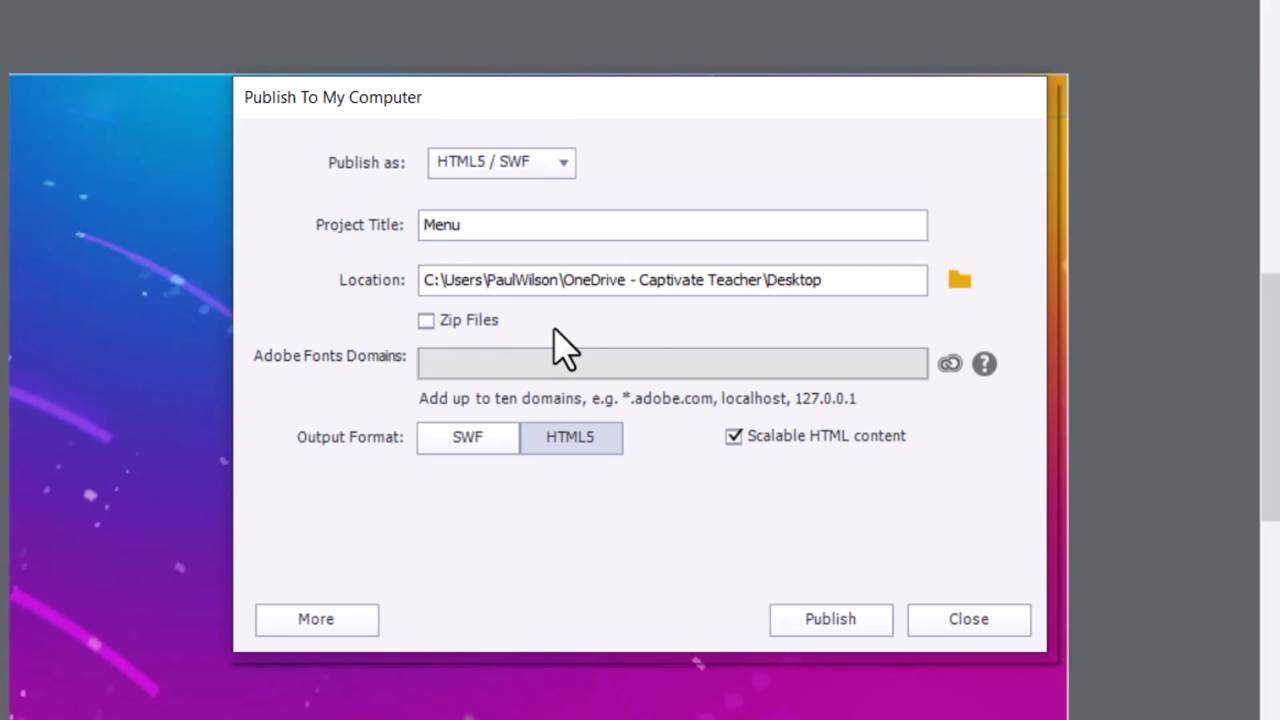 Publish To My Computer
Publish as: HTML5 / SWF
Project Title: Menu
Location: C:\Users\PaulWilson\OneDrive - Captivate Teacher\Desktop
Zip Files
Adobe Fonts Domains: ?
Add up to ten domains, e.g. *.adobe.com, localhost, 127.0.0.1
Output Format: SWF HTML5 Scalable HTML content
More Publish Close